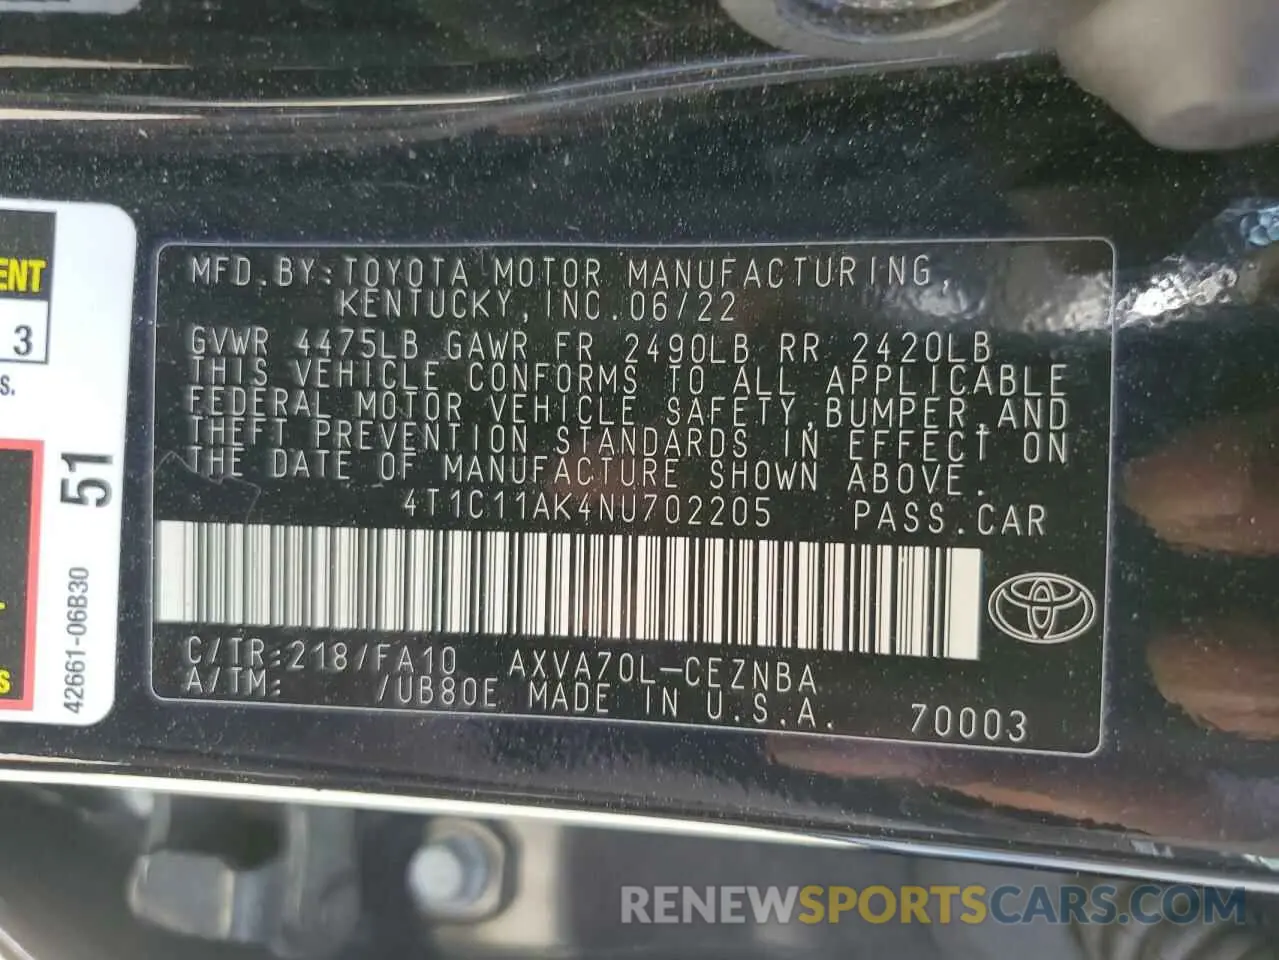 MFD.BY:TOYOTA MOTOR MANUFACTURING,
KENTUCKY,INC.06/22
GVWR 4475LB GAWR FR 2490LB RR 2420LB
THIS VEHICLE CONFORMS TO ALL APPLICABLE
FEDERAL MOTOR VEHICLE SAFETY,BUMPER,AND
THEFT PREVENTION STANDARDS IN EFFECT ON
THE DATE OF MANUFACTURE SHOWN ABOVE.
4T1C11AK4NU702205 PASS.CAR
C/TR:218/FA10 AXVA70L-CEZNBA
A/TM: /UB80E MADE IN U.S.A.
70003
ENT
3
S.
51
42661-06B30
S
RENEWSPORTSCARS.COM